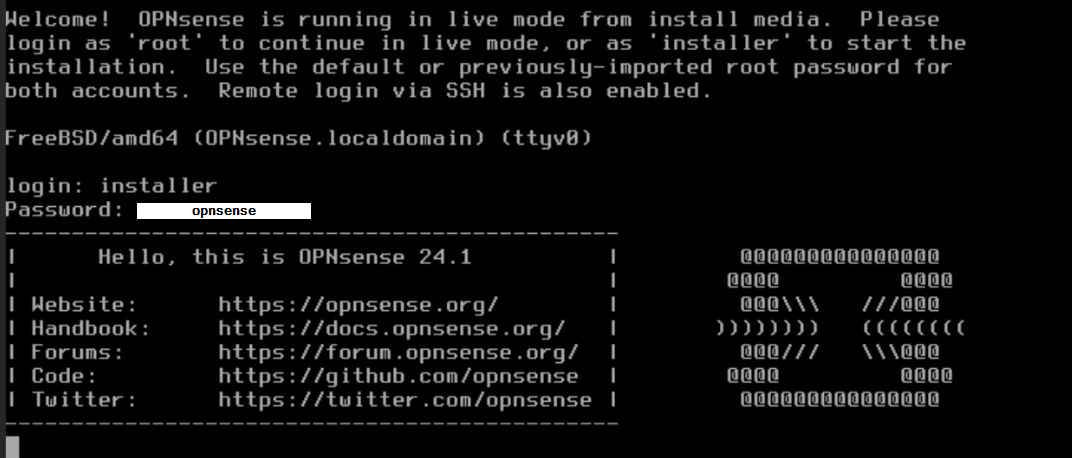 Welcome!  OPNsense is running in live mode from install media.  Please
login as 'root' to continue in live mode, or as 'installer' to start the
installation.  Use the default or previously-imported root password for
both accounts.  Remote login via SSH is also enabled.

FreeBSD/amd64 (OPNsense.localdomain) (ttyv0)

login: installer
Password: opnsense
----------------------------------------------
|      Hello, this is OPNsense 24.1          |         @@@@@@@@@@@@@@@
|                                            |        @@@@         @@@@
| Website:      https://opnsense.org/        |         @@@\\\   ///@@@
| Handbook:     https://docs.opnsense.org/   |       ))))))))   ((((((((
| Forums:       https://forum.opnsense.org/  |         @@@///   \\\@@@
| Code:         https://github.com/opnsense  |        @@@@         @@@@
| Twitter:      https://twitter.com/opnsense |         @@@@@@@@@@@@@@@
----------------------------------------------